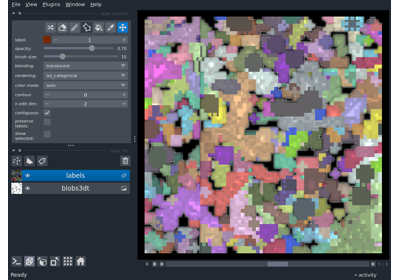 File View Plugins Window Help
label: 1
opacity: 0.70
brush size: 10
blending: translucent
rendering: iso_categorical
color mode: auto
contour: 0
n edit dim: 2
contiguous:
preserve
labels:
show
selected:
labels
blobs3dt
Ready
activity